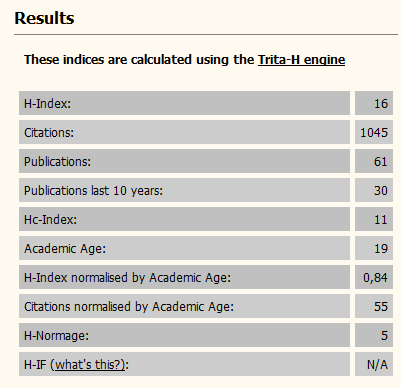 Results
These indices are calculated using the Trita-H engine
H-Index: 16
Citations: 1045
Publications: 61
Publications last 10 years: 30
Hc-Index: 11
Academic Age: 19
H-Index normalised by Academic Age: 0,84
Citations normalised by Academic Age: 55
H-Normage: 5
H-IF (what's this?): N/A